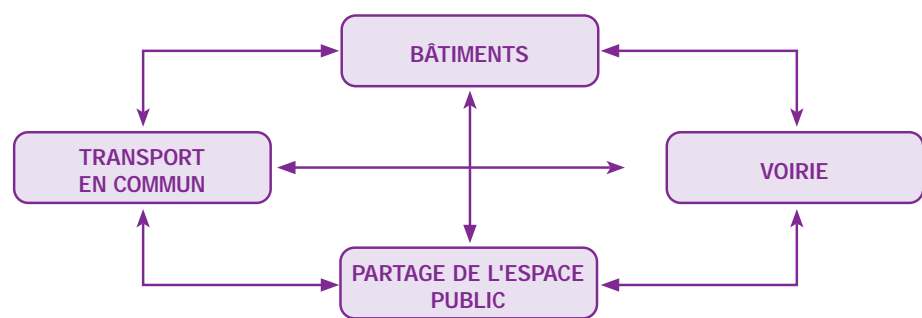 BÂTIMENTS
TRANSPORT
EN COMMUN
VOIRIE
PARTAGE DE L'ESPACE
PUBLIC